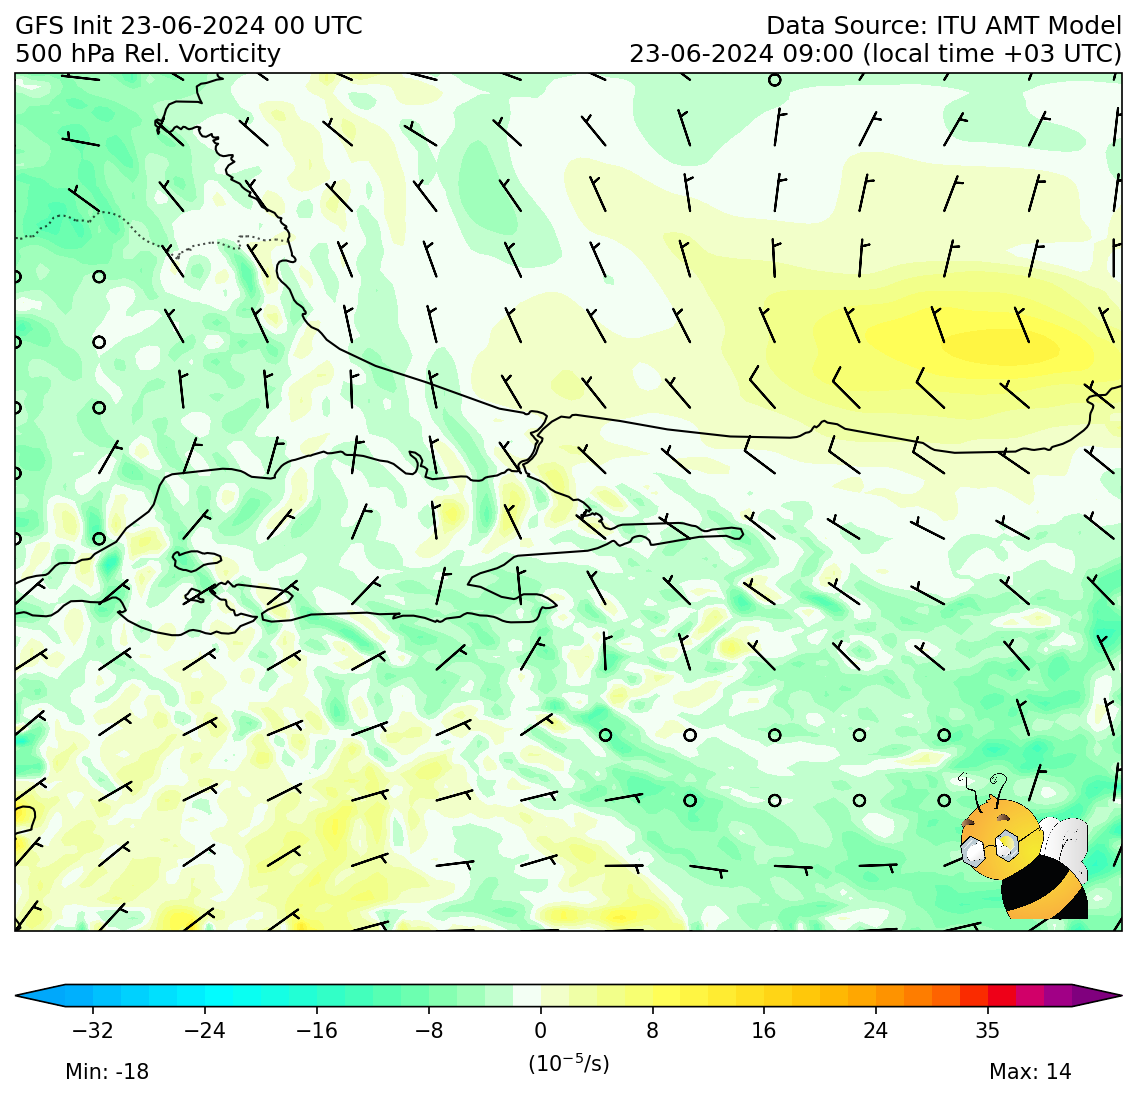 GFS Init 23-06-2024 00 UTC
Data Source: ITU AMT Model
500 hPa Rel. Vorticity
23-06-2024 09:00 (local time +03 UTC)
−32 −24 −16 −8 0 8 16 24 35
(10⁻⁵/s)
Min: -18
Max: 14